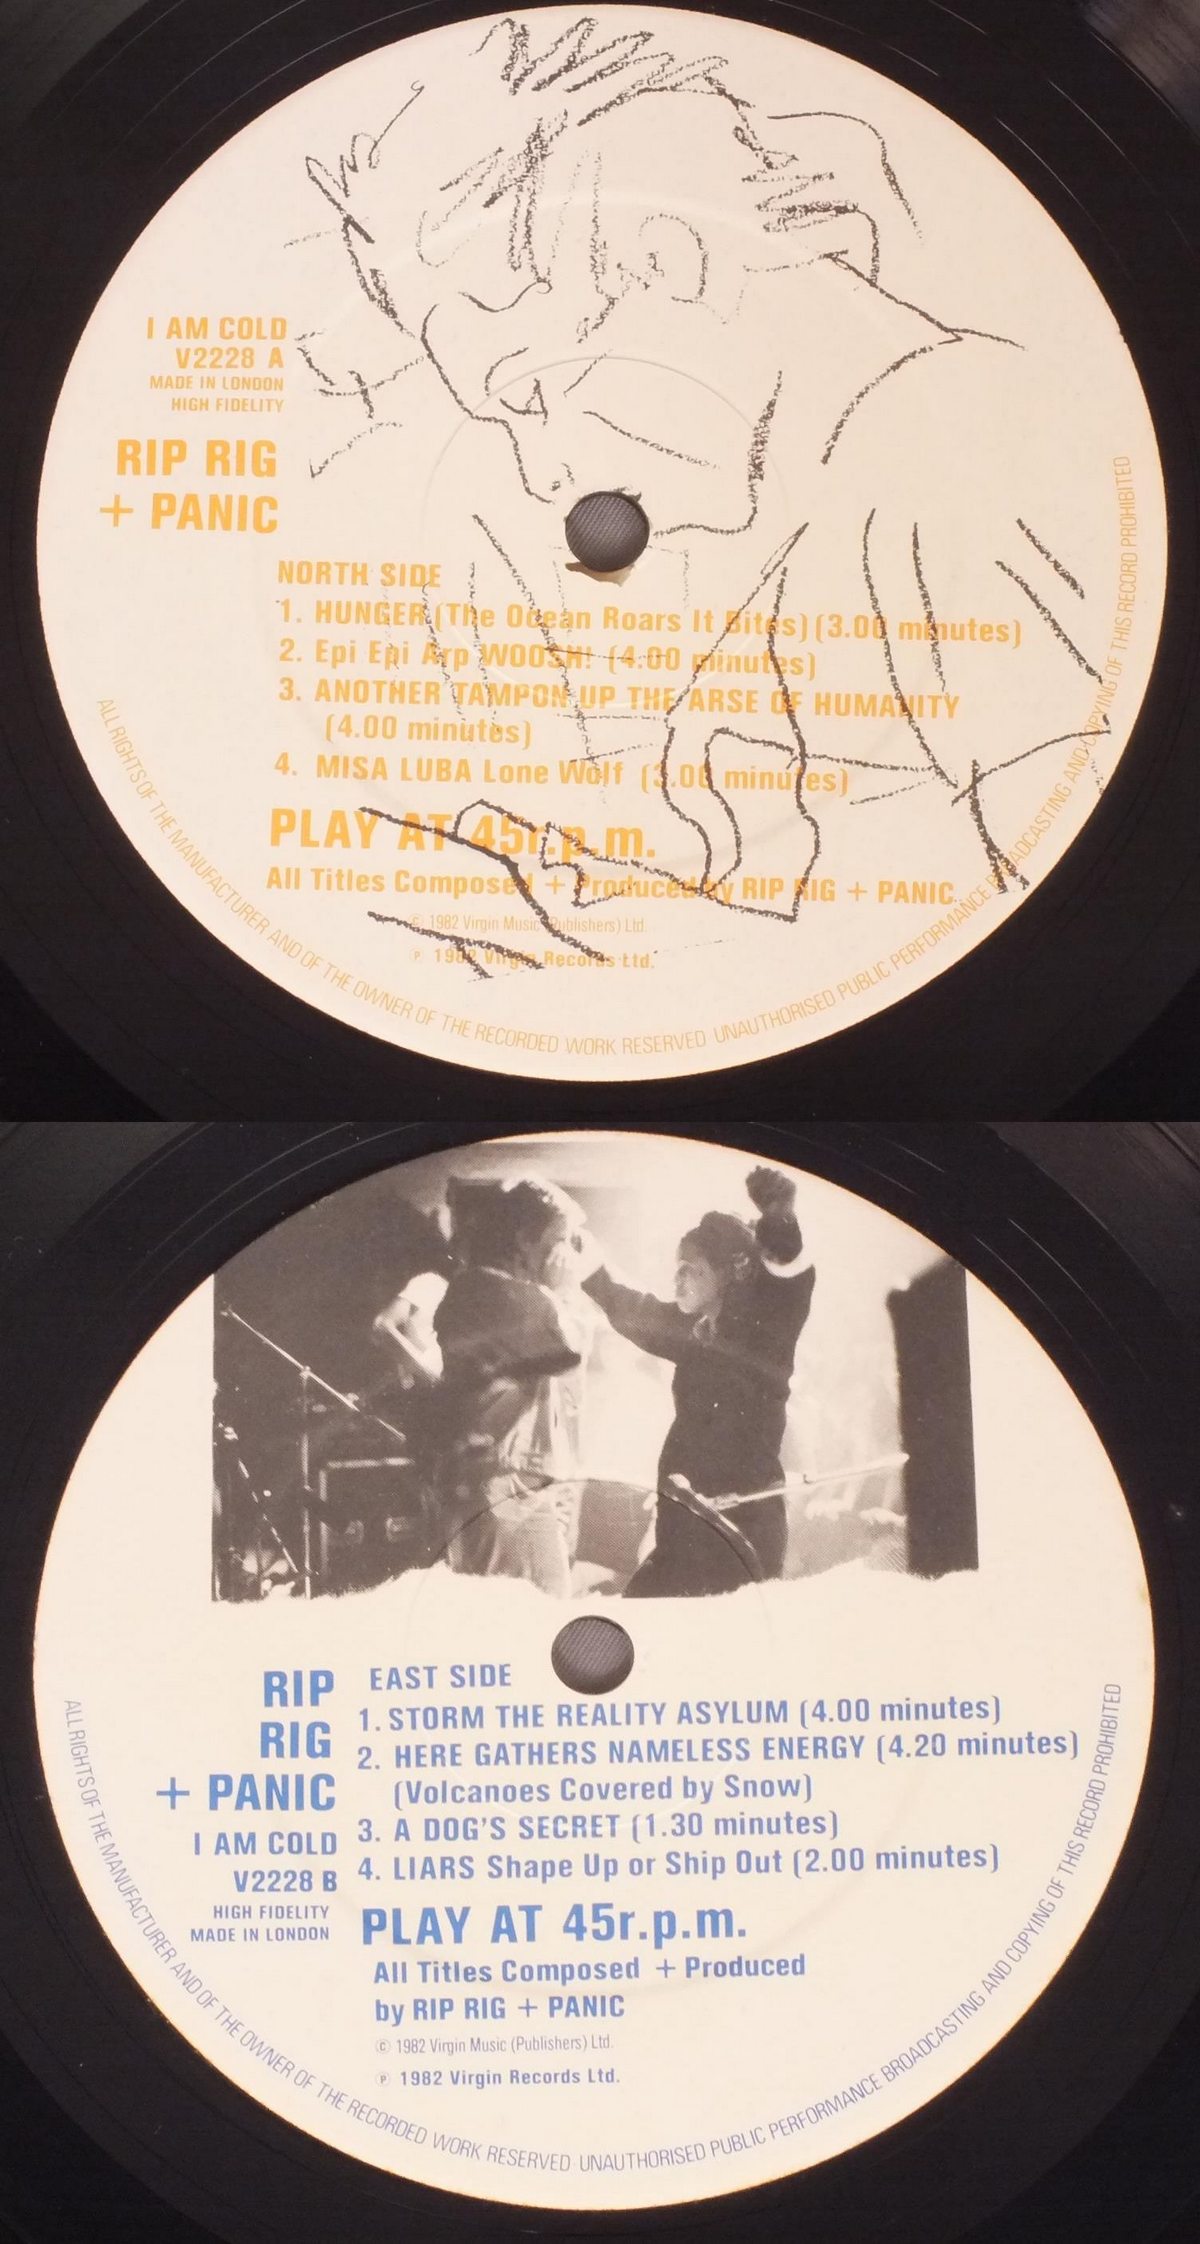 I AM COLD
V2228 A
MADE IN LONDON
HIGH FIDELITY
RIP RIG
+ PANIC
NORTH SIDE
1. HUNGER (The Ocean Roars It Bites) (3.00 minutes)
2. Epi Epi Arp WOOSH! (4.00 minutes)
3. ANOTHER TAMPON UP THE ARSE OF HUMANITY
(4.00 minutes)
4. MISA LUBA Lone Wolf (3.00 minutes)
PLAY AT 45r.p.m.
All Titles Composed + Produced by RIP RIG + PANIC.
© 1982 Virgin Music (Publishers) Ltd.
℗ 1982 Virgin Records Ltd.
ALL RIGHTS OF THE MANUFACTURER AND OF THE OWNER OF THE RECORDED WORK RESERVED UNAUTHORISED PUBLIC PERFORMANCE BROADCASTING AND COPYING OF THIS RECORD PROHIBITED
RIP
RIG
+ PANIC
I AM COLD
V2228 B
HIGH FIDELITY
MADE IN LONDON
EAST SIDE
1. STORM THE REALITY ASYLUM (4.00 minutes)
2. HERE GATHERS NAMELESS ENERGY (4.20 minutes)
(Volcanoes Covered by Snow)
3. A DOG'S SECRET (1.30 minutes)
4. LIARS Shape Up or Ship Out (2.00 minutes)
PLAY AT 45r.p.m.
All Titles Composed + Produced
by RIP RIG + PANIC
© 1982 Virgin Music (Publishers) Ltd.
℗ 1982 Virgin Records Ltd.
ALL RIGHTS OF THE MANUFACTURER AND OF THE OWNER OF THE RECORDED WORK RESERVED UNAUTHORISED PUBLIC PERFORMANCE BROADCASTING AND COPYING OF THIS RECORD PROHIBITED